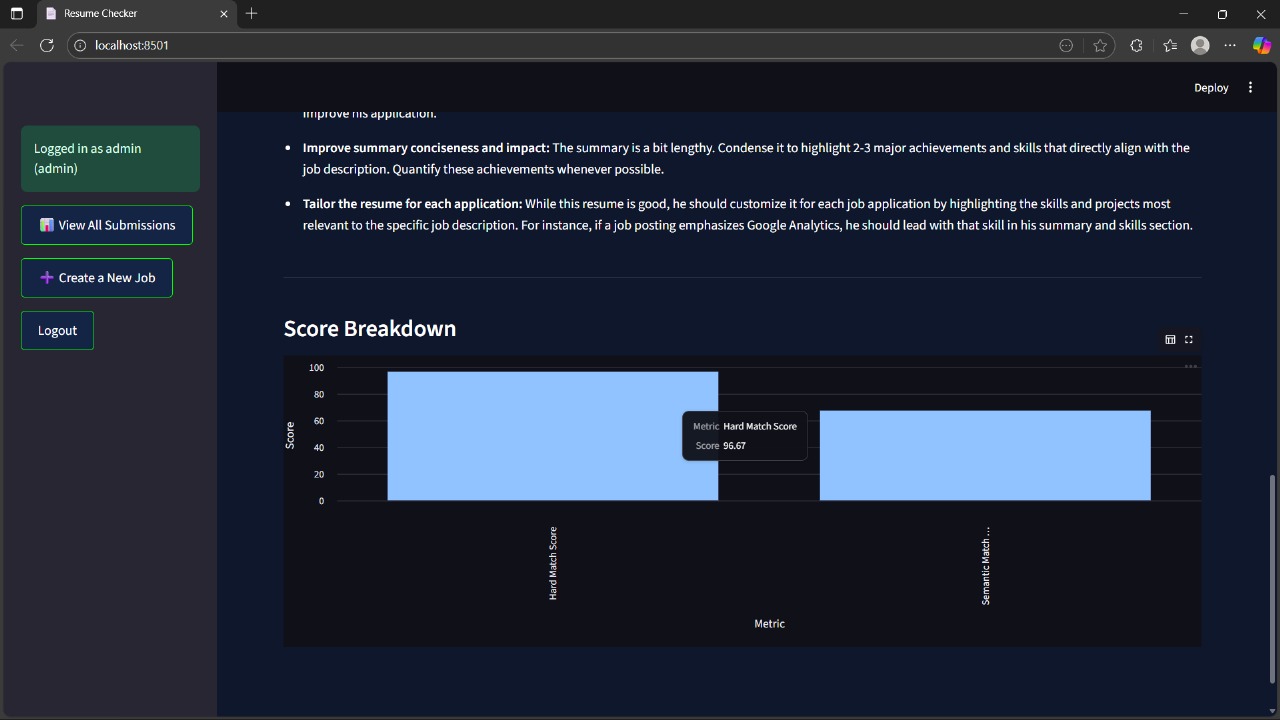 Resume Checker
localhost:8501
Deploy
Logged in as admin
(admin)
View All Submissions
Create a New Job
Logout
improve his application.
• Improve summary conciseness and impact: The summary is a bit lengthy. Condense it to highlight 2-3 major achievements and skills that directly align with the
job description. Quantify these achievements whenever possible.
• Tailor the resume for each application: While this resume is good, he should customize it for each job application by highlighting the skills and projects most
relevant to the specific job description. For instance, if a job posting emphasizes Google Analytics, he should lead with that skill in his summary and skills section.
Score Breakdown
100
80
60
40
20
0
Score
Metric Hard Match Score
Score 96.67
Hard Match Score
Semantic Match ...
Metric